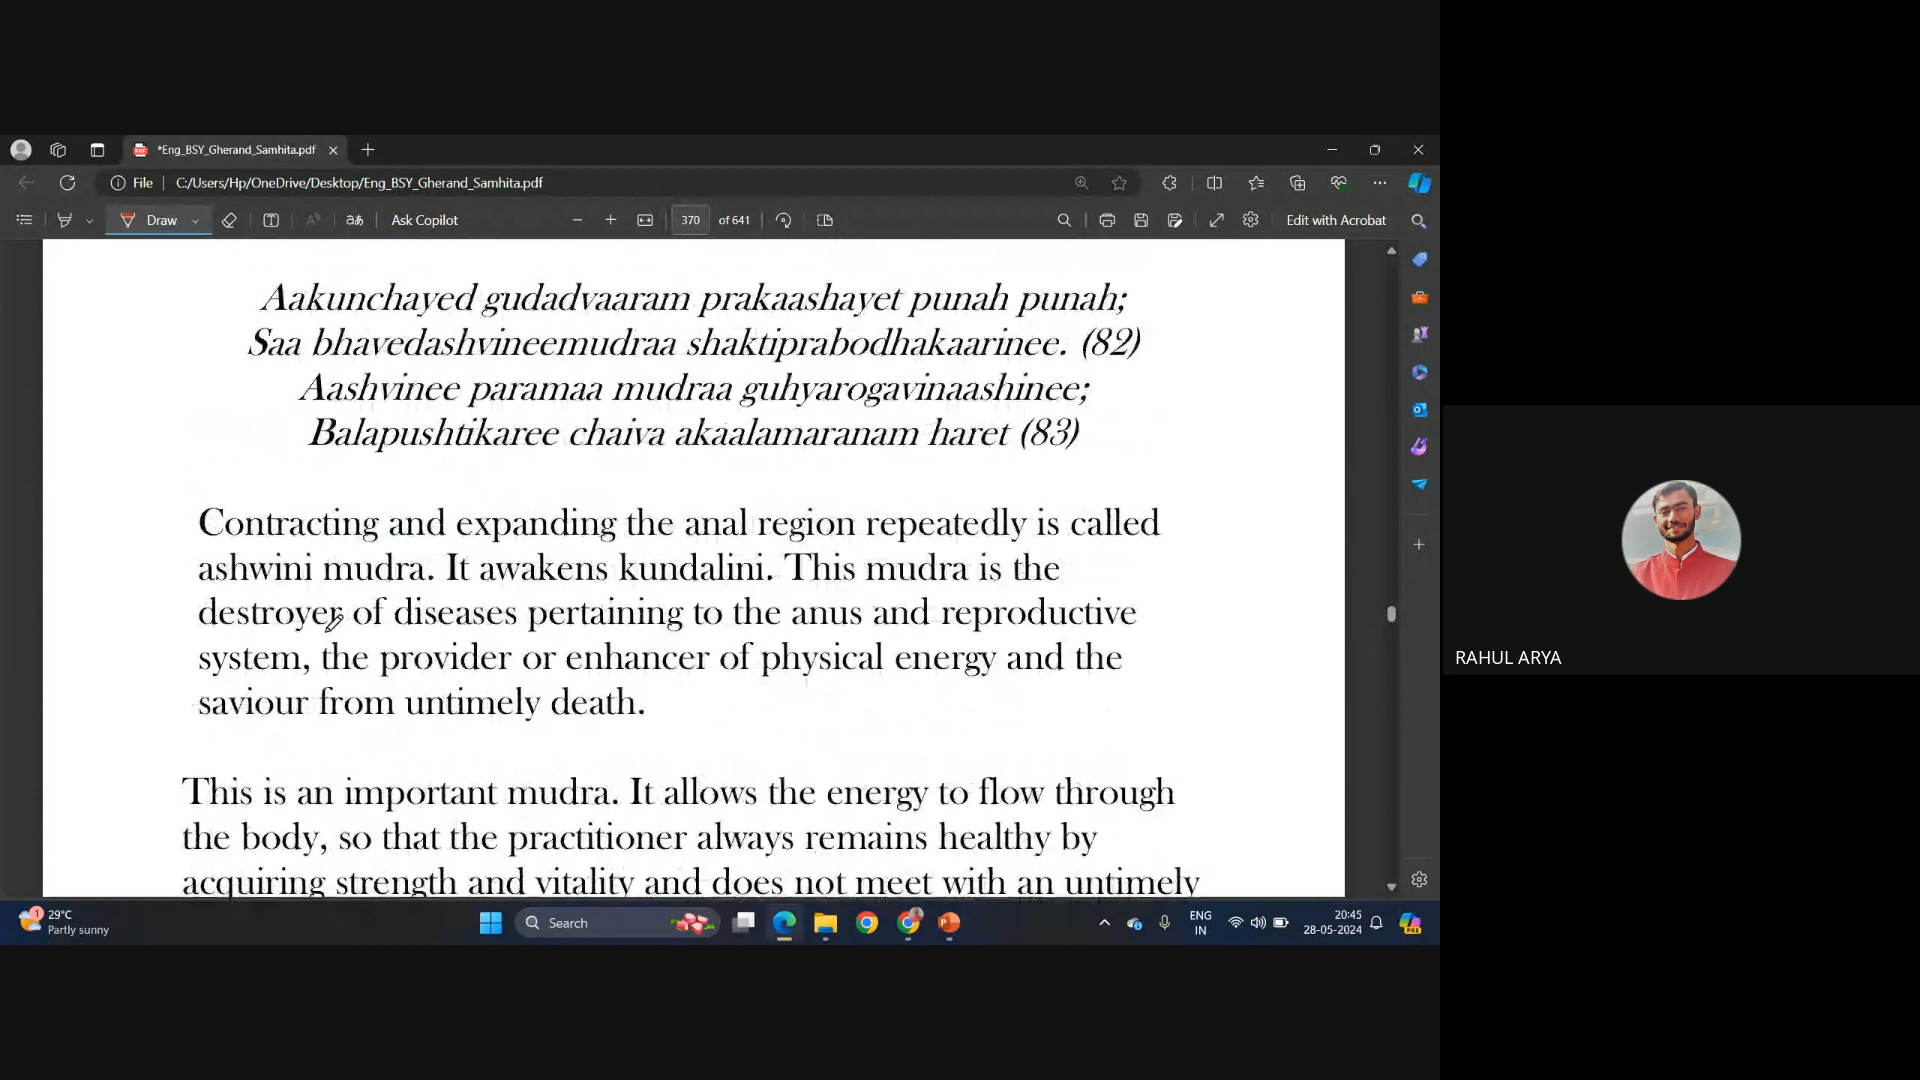 *Eng_BSY_Gherand_Samhita.pdf
File
C:/Users/Hp/OneDrive/Desktop/Eng_BSY_Gherand_Samhita.pdf
Draw
aあ
Ask Copilot
370 of 641
Edit with Acrobat
Aakunchayed gudadvaaram prakaashayet punah punah;
Saa bhavedashvineemudraa shaktiprabodhakaarinee. (82)
Aashvinee paramaa mudraa guhyarogavinaashinee;
Balapushtikaree chaiva akaalamaranam haret (83)
Contracting and expanding the anal region repeatedly is called
ashwini mudra. It awakens kundalini. This mudra is the
destroyer of diseases pertaining to the anus and reproductive
system, the provider or enhancer of physical energy and the
saviour from untimely death.
This is an important mudra. It allows the energy to flow through
the body, so that the practitioner always remains healthy by
acquiring strength and vitality and does not meet with an untimely
RAHUL ARYA
1
29°C
Partly sunny
Search
ENG
IN
20:45
28-05-2024
PRE